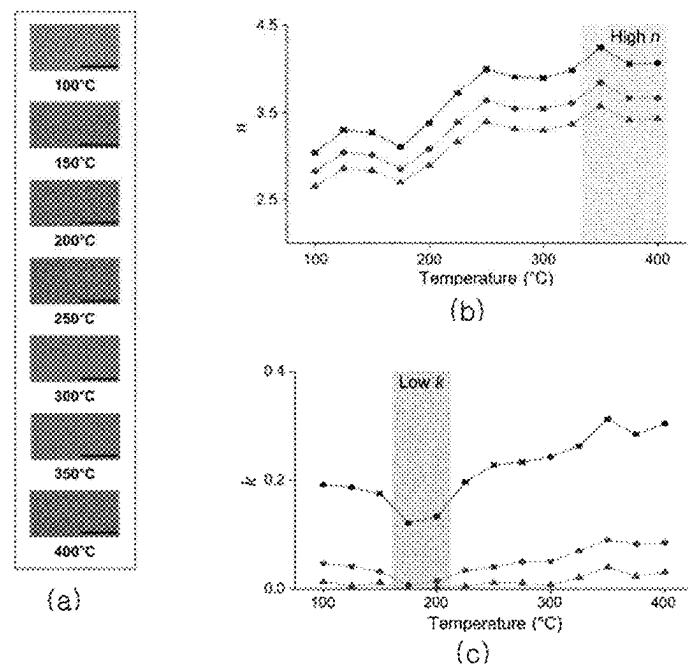 100°C
150°C
200°C
250°C
300°C
350°C
400°C
(a)
4.5
3.5
2.5
n
High n
100
200
300
400
Temperature (°C)
(b)
0.4
0.2
0.0
k
Low k
100
200
300
400
Temperature (°C)
(c)